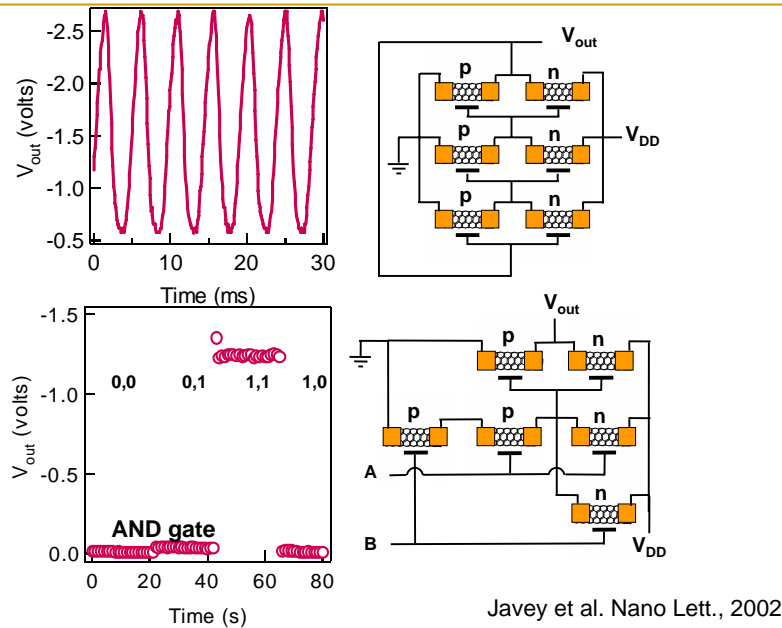 -2.5
-2.0
-1.5
-1.0
-0.5
V_out (volts)
0 10 20 30
Time (ms)
V_out
p n
p n
V_DD
p n
-1.5
-1.0
-0.5
0.0
V_out (volts)
0,0 0,1 1,1 1,0
AND gate
0 20 40 60 80
Time (s)
V_out
p n
p p n
A
n
B
V_DD
Javey et al. Nano Lett., 2002